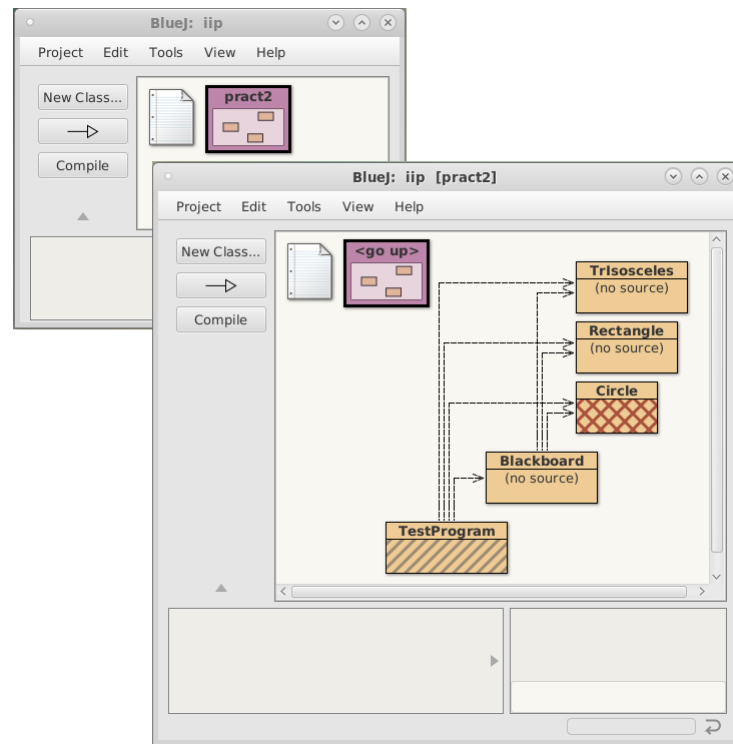 BlueJ: iip
Project Edit Tools View Help
New Class...
pract2
Compile
BlueJ: iip [pract2]
Project Edit Tools View Help
New Class...
<go up>
Compile
TrIsosceles
(no source)
Rectangle
(no source)
Circle
Blackboard
(no source)
TestProgram